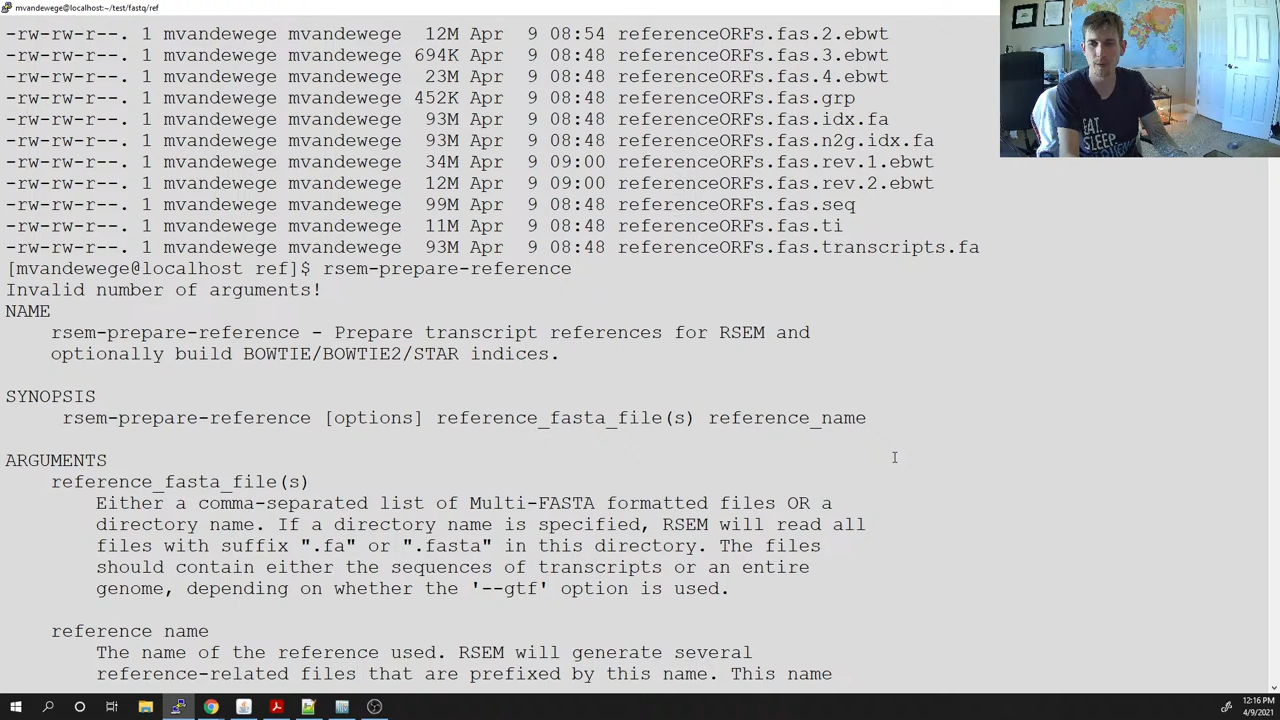 mvandewege@localhost:~/test/fastq/ref
-rw-rw-r--. 1 mvandewege mvandewege  12M Apr  9 08:54 referenceORFs.fas.2.ebwt
-rw-rw-r--. 1 mvandewege mvandewege 694K Apr  9 08:48 referenceORFs.fas.3.ebwt
-rw-rw-r--. 1 mvandewege mvandewege  23M Apr  9 08:48 referenceORFs.fas.4.ebwt
-rw-rw-r--. 1 mvandewege mvandewege 452K Apr  9 08:48 referenceORFs.fas.grp
-rw-rw-r--. 1 mvandewege mvandewege  93M Apr  9 08:48 referenceORFs.fas.idx.fa
-rw-rw-r--. 1 mvandewege mvandewege  93M Apr  9 08:48 referenceORFs.fas.n2g.idx.fa
-rw-rw-r--. 1 mvandewege mvandewege  34M Apr  9 09:00 referenceORFs.fas.rev.1.ebwt
-rw-rw-r--. 1 mvandewege mvandewege  12M Apr  9 09:00 referenceORFs.fas.rev.2.ebwt
-rw-rw-r--. 1 mvandewege mvandewege  99M Apr  9 08:48 referenceORFs.fas.seq
-rw-rw-r--. 1 mvandewege mvandewege  11M Apr  9 08:48 referenceORFs.fas.ti
-rw-rw-r--. 1 mvandewege mvandewege  93M Apr  9 08:48 referenceORFs.fas.transcripts.fa
[mvandewege@localhost ref]$ rsem-prepare-reference
Invalid number of arguments!
NAME
rsem-prepare-reference - Prepare transcript references for RSEM and
optionally build BOWTIE/BOWTIE2/STAR indices.
SYNOPSIS
rsem-prepare-reference [options] reference_fasta_file(s) reference_name
ARGUMENTS
reference_fasta_file(s)
Either a comma-separated list of Multi-FASTA formatted files OR a
directory name. If a directory name is specified, RSEM will read all
files with suffix ".fa" or ".fasta" in this directory. The files
should contain either the sequences of transcripts or an entire
genome, depending on whether the '--gtf' option is used.
reference name
The name of the reference used. RSEM will generate several
reference-related files that are prefixed by this name. This name
EAT.
SLEEP.
12:16 PM
4/9/2021